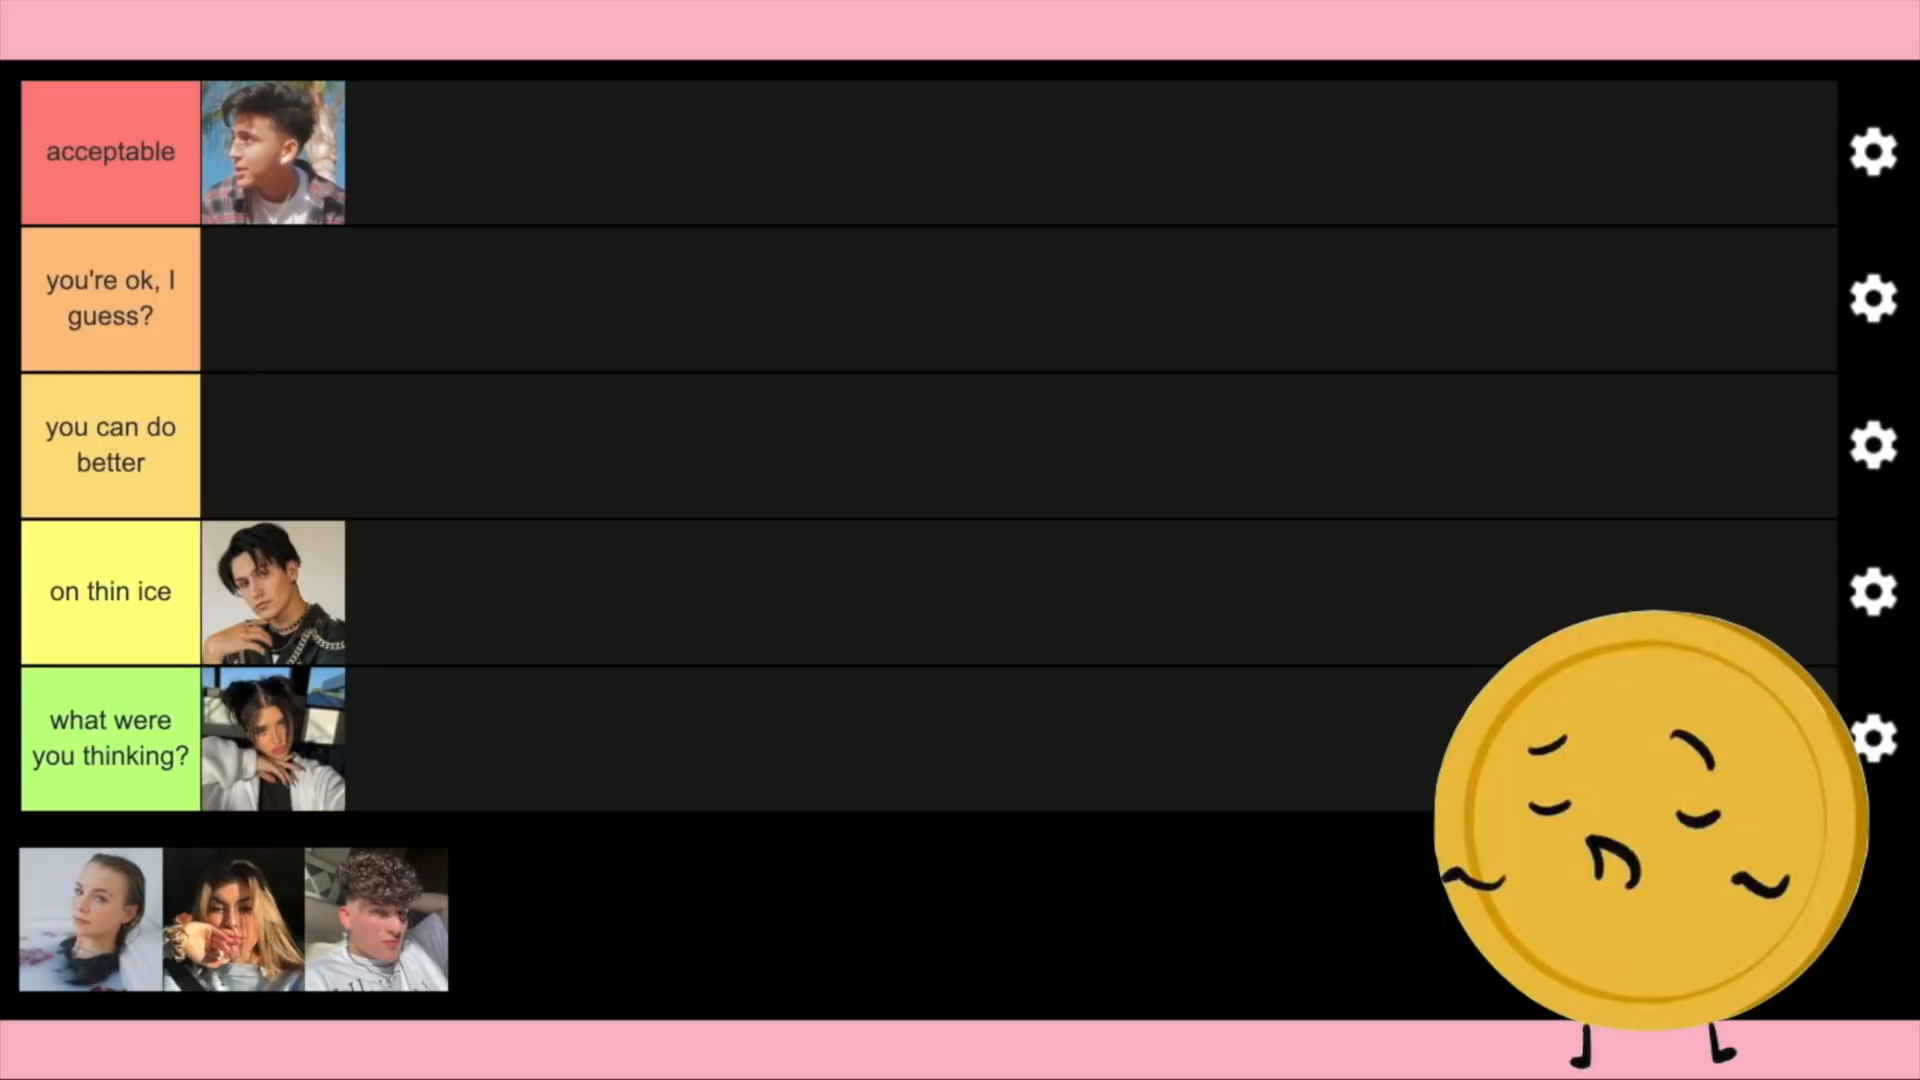 acceptable
you're ok, I
guess?
you can do
better
on thin ice
what were
you thinking?